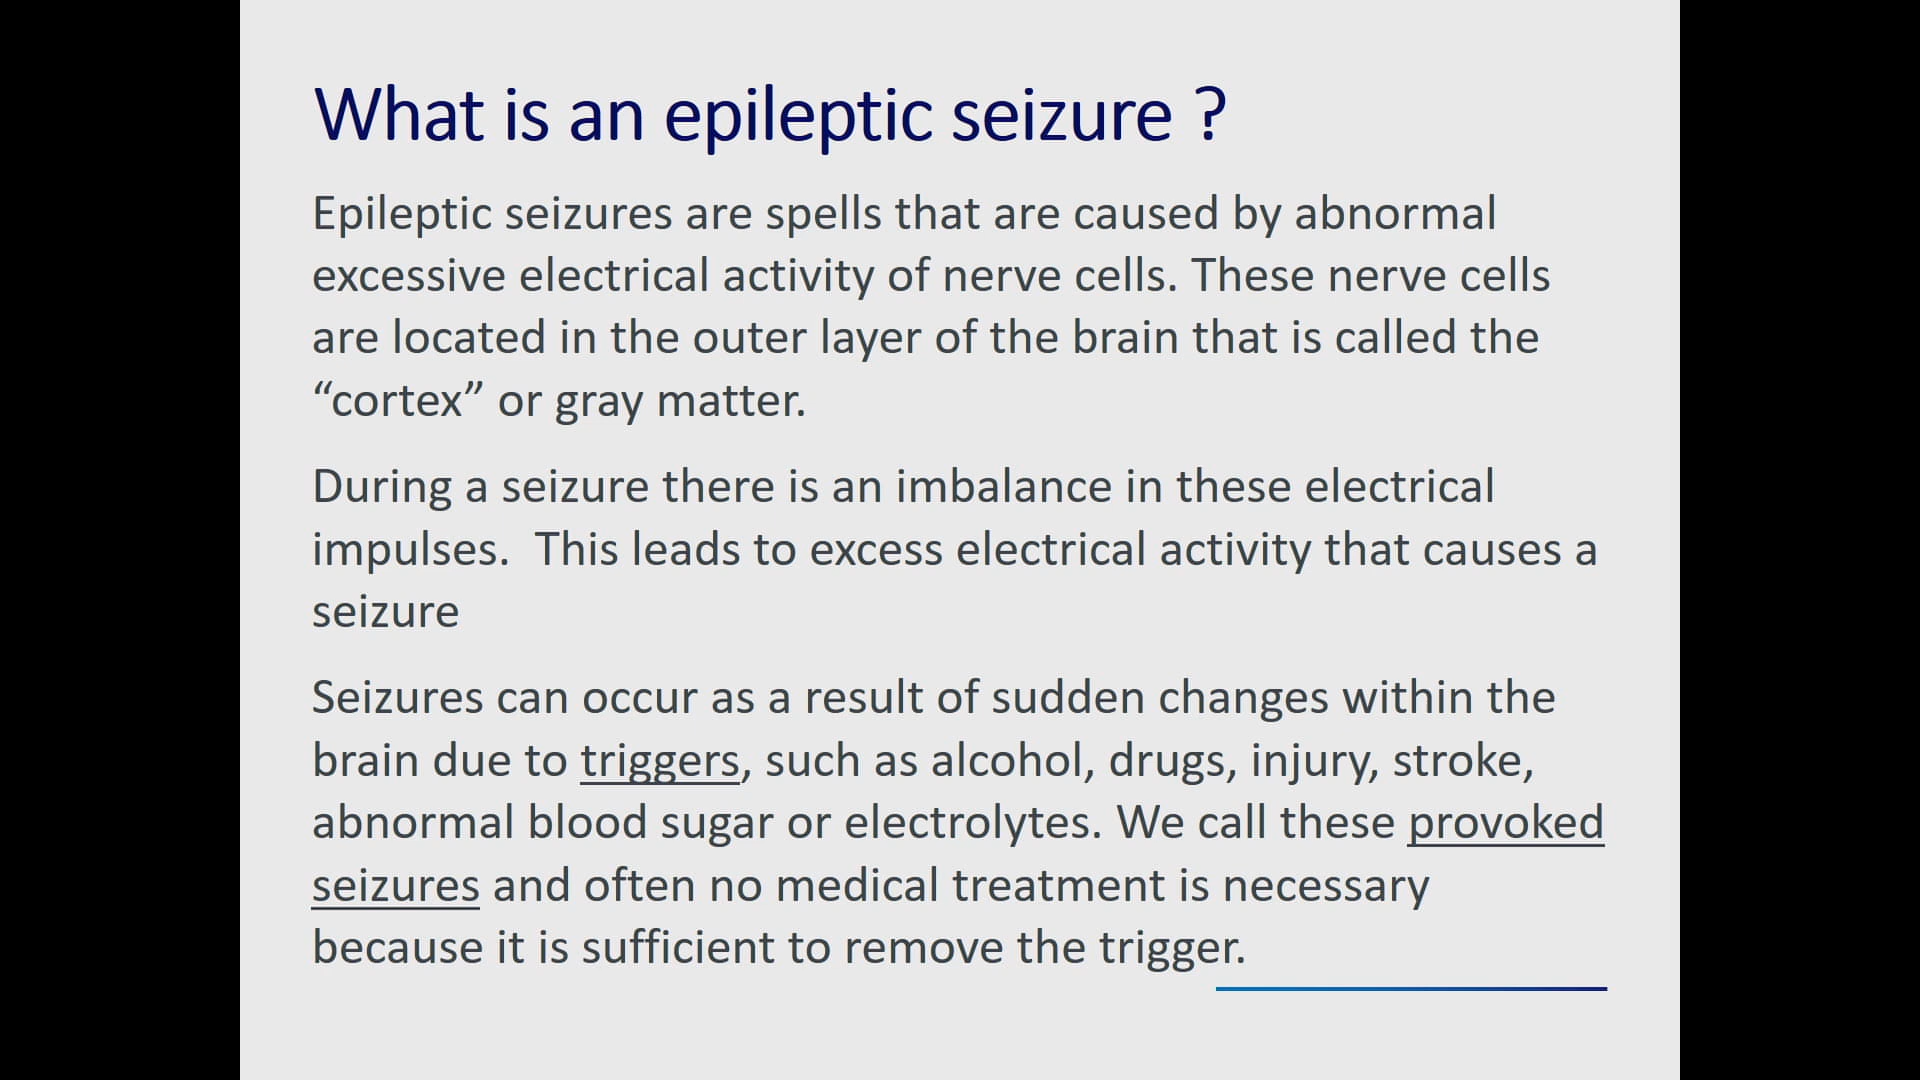 What is an epileptic seizure ?
Epileptic seizures are spells that are caused by abnormal
excessive electrical activity of nerve cells. These nerve cells
are located in the outer layer of the brain that is called the
“cortex” or gray matter.
During a seizure there is an imbalance in these electrical
impulses.  This leads to excess electrical activity that causes a
seizure
Seizures can occur as a result of sudden changes within the
brain due to triggers, such as alcohol, drugs, injury, stroke,
abnormal blood sugar or electrolytes. We call these provoked
seizures and often no medical treatment is necessary
because it is sufficient to remove the trigger.